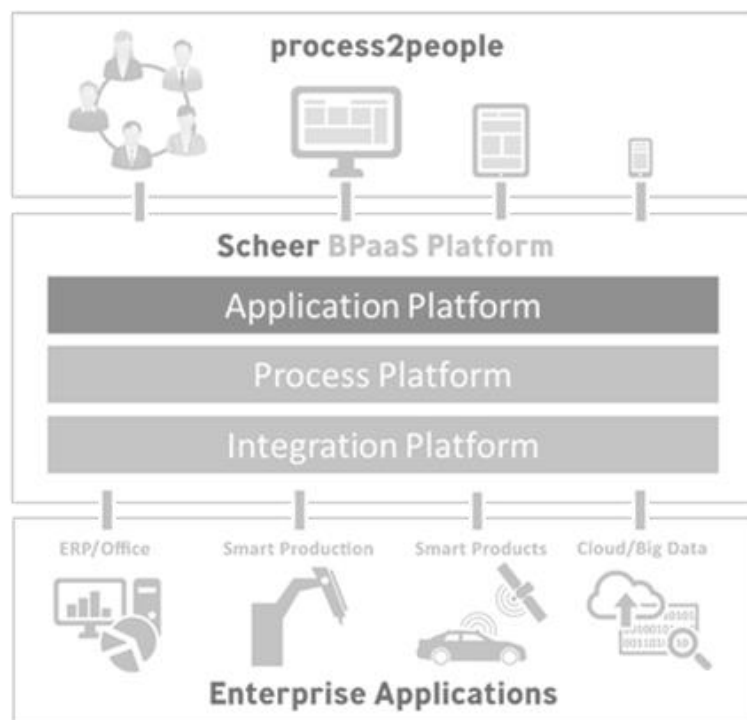 process2people
Scheer BPaaS Platform
Application Platform
Process Platform
Integration Platform
ERP/Office
Smart Production
Smart Products
Cloud/Big Data
Enterprise Applications